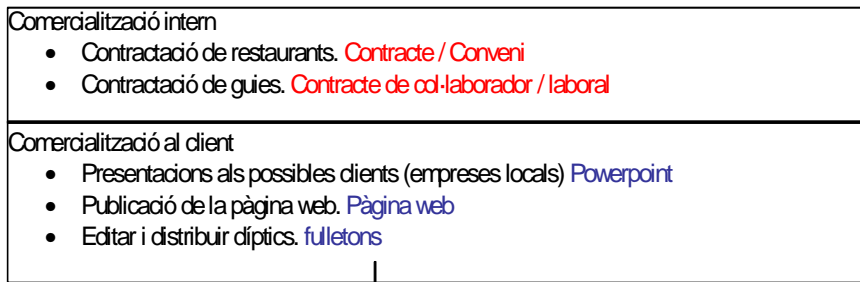 Comercialització intern
• Contractació de restaurants. Contracte / Conveni
• Contractació de guies. Contracte de col·laborador / laboral
Comercialització al client
• Presentacions als possibles clients (empreses locals) Powerpoint
• Publicació de la pàgina web. Pàgina web
• Editar i distribuir díptics. fulletons